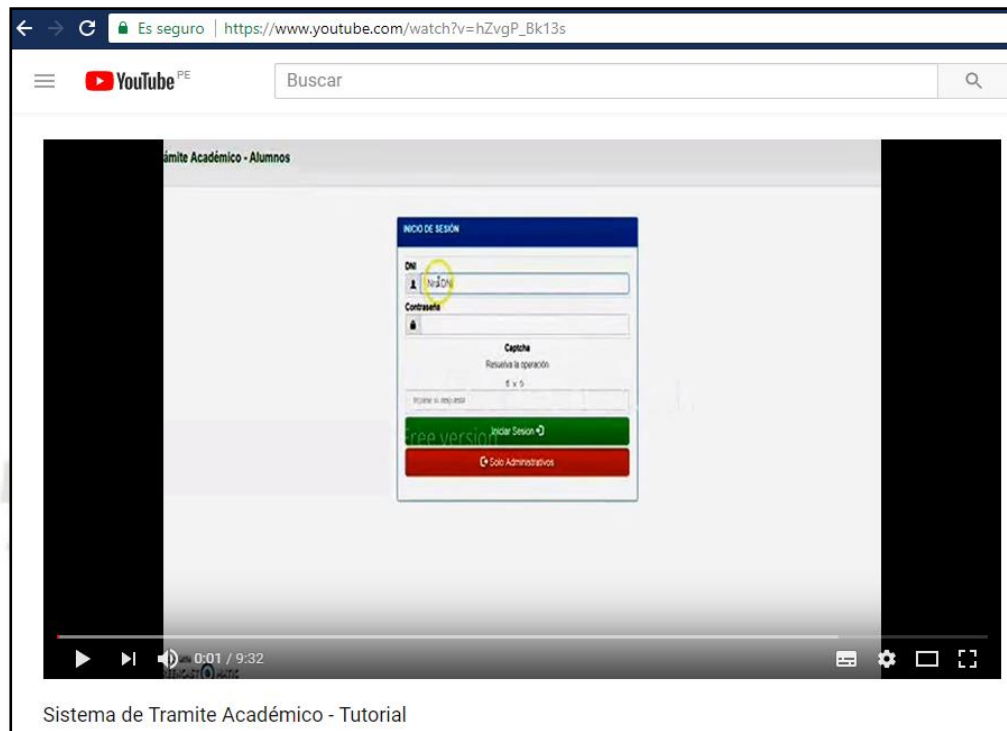 Es seguro | https://www.youtube.com/watch?v=hZvgP_Bk13s
YouTube PE
Buscar
ámite Académico - Alumnos
INICIO DE SESIÓN
DNI
Contraseña
Captcha
Resuelva la operación
Iniciar Sesion
Free version
Solo Administrativos
0:01 / 9:32
Sistema de Tramite Académico - Tutorial